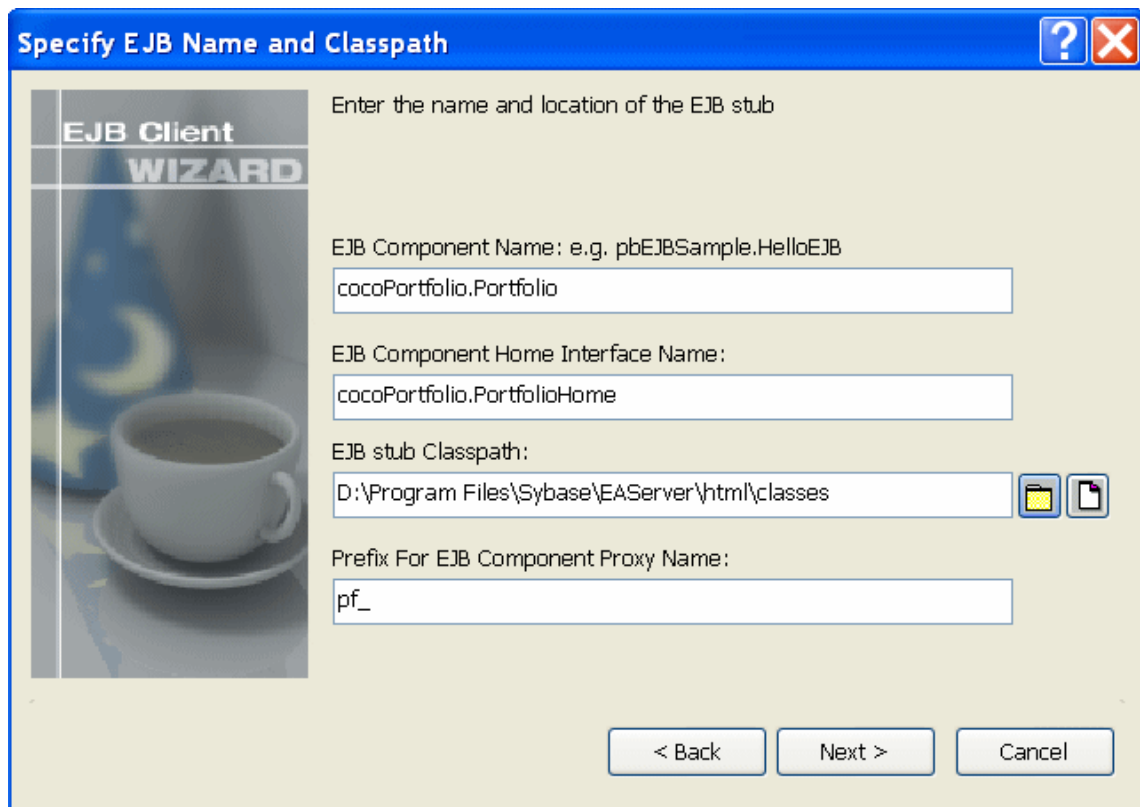 Specify EJB Name and Classpath
?
EJB Client
WIZARD
Enter the name and location of the EJB stub
EJB Component Name: e.g. pbEJBSample.HelloEJB
cocoPortfolio.Portfolio
EJB Component Home Interface Name:
cocoPortfolio.PortfolioHome
EJB stub Classpath:
D:\Program Files\Sybase\EAServer\html\classes
Prefix For EJB Component Proxy Name:
pf_
< Back
Next >
Cancel